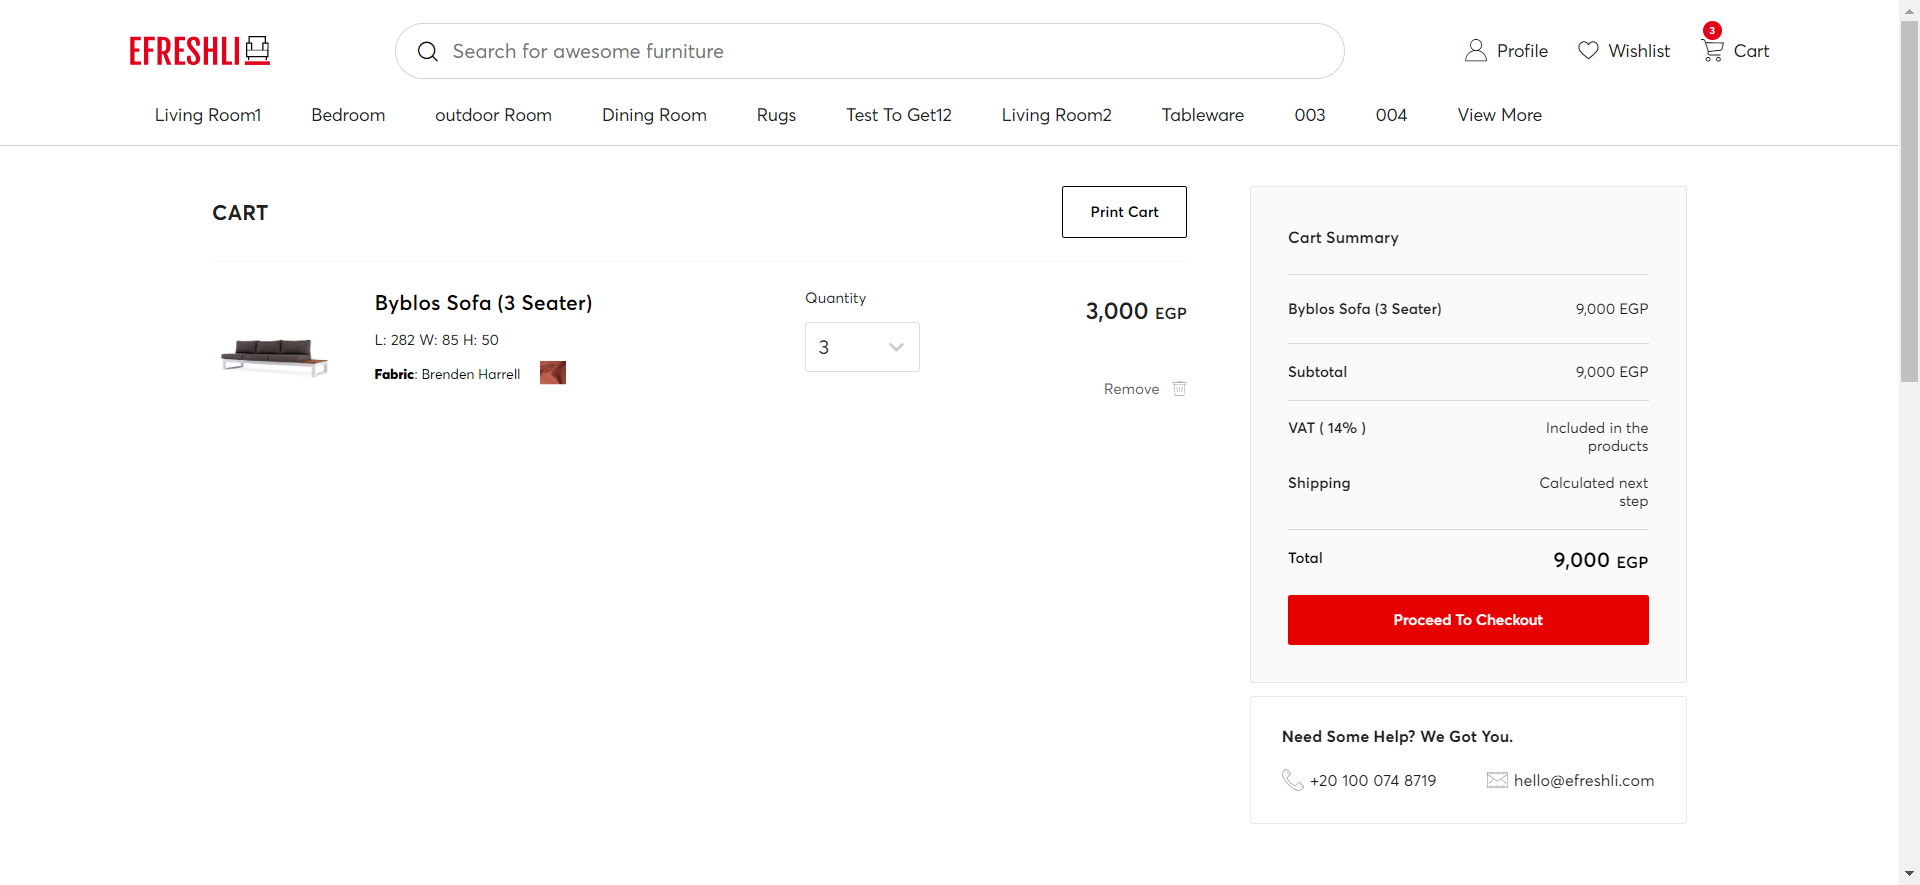 EFRESHLI
Search for awesome furniture
Profile
Wishlist
3
Cart
Living Room1
Bedroom
outdoor Room
Dining Room
Rugs
Test To Get12
Living Room2
Tableware
003
004
View More
CART
Print Cart
Byblos Sofa (3 Seater)
L: 282 W: 85 H: 50
Fabric: Brenden Harrell
Quantity
3
3,000 EGP
Remove
Cart Summary
Byblos Sofa (3 Seater) 9,000 EGP
Subtotal 9,000 EGP
VAT ( 14% ) Included in the
products
Shipping Calculated next
step
Total 9,000 EGP
Proceed To Checkout
Need Some Help? We Got You.
+20 100 074 8719
hello@efreshli.com